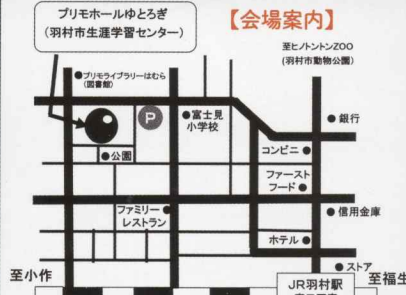 プリモホールゆとろぎ
(羽村市生涯学習センター)
【会場案内】
至ヒノトントンZOO
(羽村市動物公園)
●プリモライブラリーはむら
(図書館)
P
●富士見
小学校
●銀行
コンビニ●
●公園
ファースト
フード●
ファミリー
レストラン
●信用金庫
ホテル●
●ストア
至小作
JR羽村駅
至福生